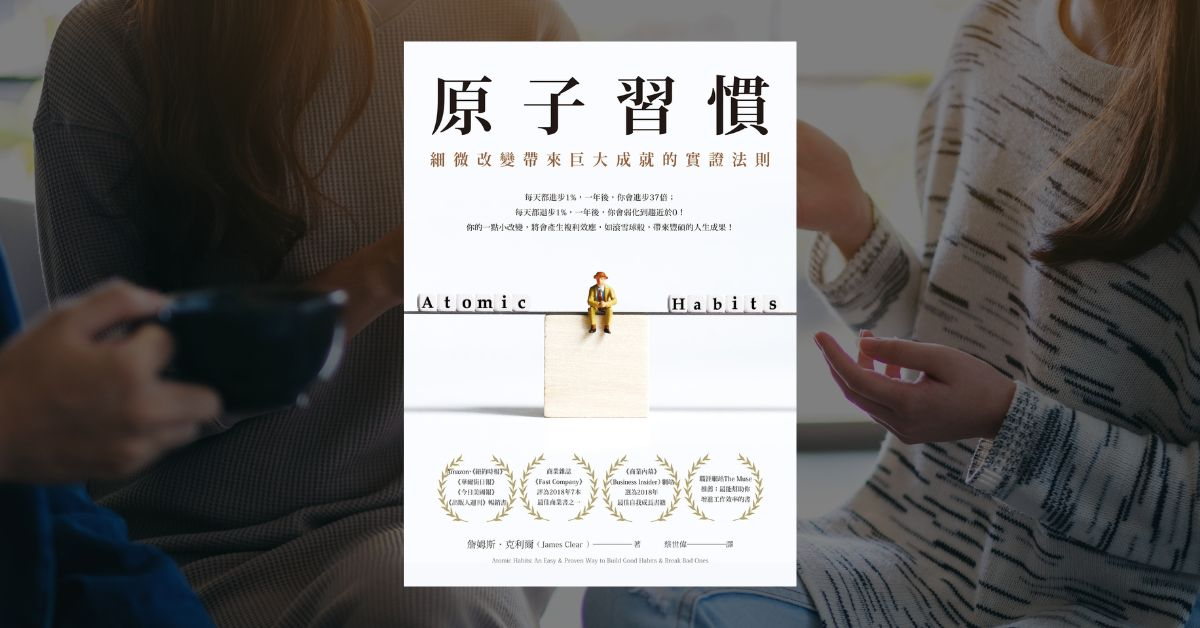 原子習慣
細微改變帶來巨大成就的實證法則
每天都進步1%，一年後，你會進步37倍；
每天都退步1%，一年後，你會弱化到趨近於0！
你的一點小改變，將會產生複利效應，如滾雪球般，帶來豐碩的人生成果！
Atomic Habits
Amazon、《紐約時報》
《華爾街日報》
《今日美國報》
《出版人週刊》暢銷書
商業雜誌
《Fast Company》
評為2018年7本
最佳商業書之一
《商業內幕》
(Business Insider) 網站
選為2018年
最佳自我成長書籍
職涯網站The Muse
推薦：最能幫助你
增進工作效率的書
詹姆斯‧克利爾（James Clear）——著 蔡世偉——譯
Atomic Habits: An Easy & Proven Way to Build Good Habits & Break Bad Ones